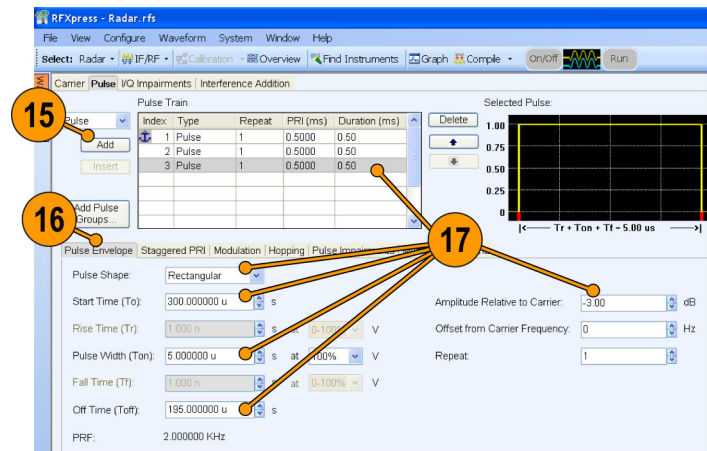 RFXpress - Radar.rfs
File View Configure Waveform System Window Help
Select: Radar IF/RF Calibration Overview Find Instruments Graph Compile On/Off Run
Carrier Pulse I/Q Impairments Interference Addition
Pulse Train
Selected Pulse:
15
Pulse
Index Type Repeat PRI (ms) Duration (ms)
Delete
Add
1 Pulse 1 0.5000 0.50
2 Pulse 1 0.5000 0.50
Insert
3 Pulse 1 0.5000 0.50
1.00
0.75
0.50
0.25
0
Add Pulse
Groups...
|<—— Tr + Ton + Tf = 5.00 us ——>|
16
17
Pulse Envelope Staggered PRI Modulation Hopping Pulse Impairments
Pulse Shape: Rectangular
Start Time (To): 300.000000 u s
Amplitude Relative to Carrier: -3.00 dB
Rise Time (Tr): 1.000 n s at 0-100% V
Offset from Carrier Frequency: 0 Hz
Pulse Width (Ton): 5.000000 u s at 100% V
Repeat: 1
Fall Time (Tf): 1.000 n s at 0-100% V
Off Time (Toff): 195.000000 u s
PRF: 2.000000 KHz